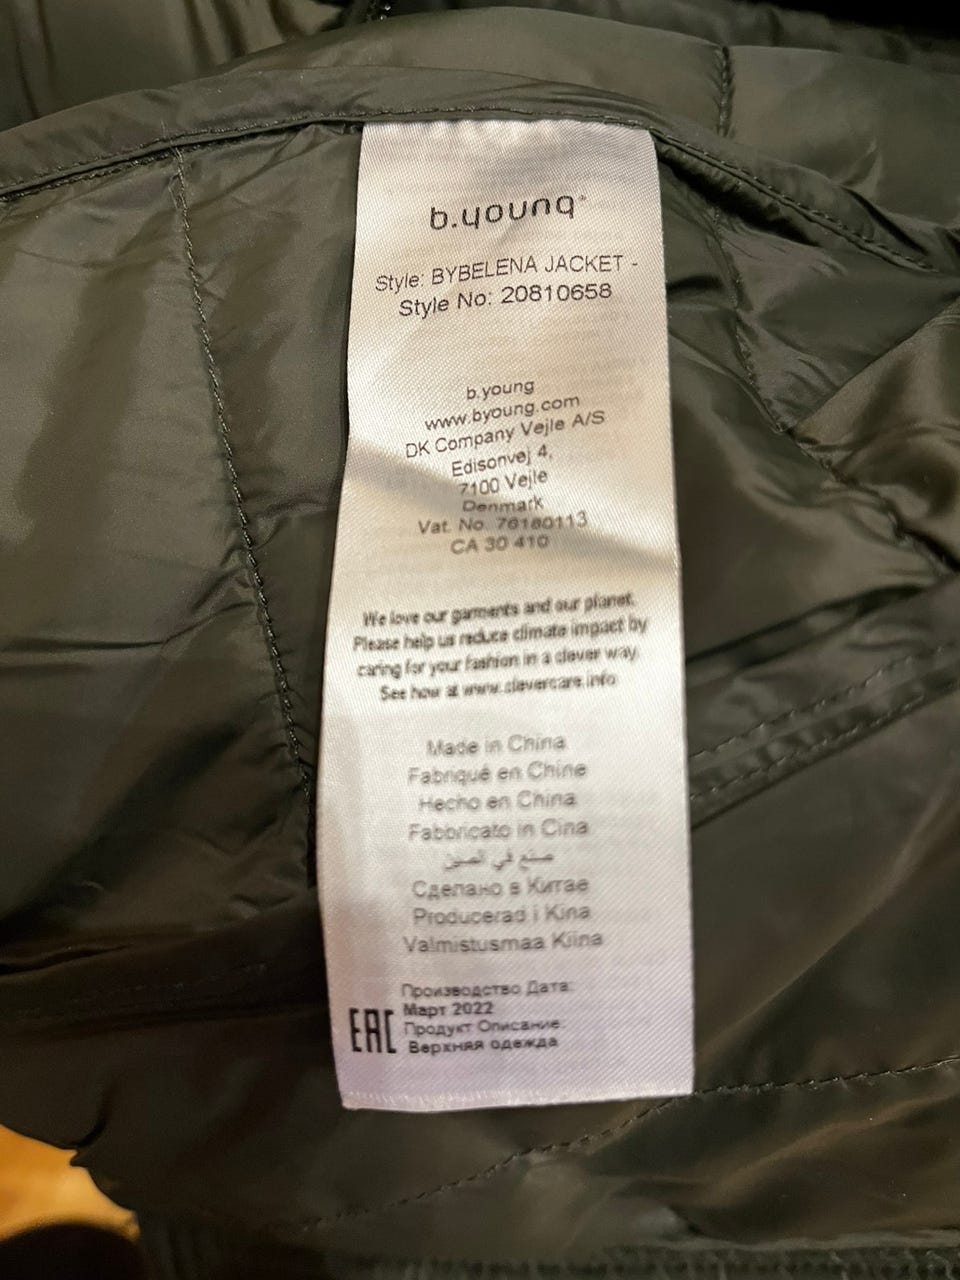 b.young®
Style: BYBELENA JACKET -
Style No: 20810658
b.young
www.byoung.com
DK Company Vejle A/S
Edisonvej 4,
7100 Vejle
Denmark
Vat. No. 76180113
CA 30 410
We love our garments and our planet.
Please help us reduce climate impact by
caring for your fashion in a clever way.
See how at www.clevercare.info
Made in China
Fabriqué en Chine
Hecho en China
Fabbricato in Cina
صنع في الصين
Сделано в Китае
Producerad i Kina
Valmistusmaa Kiina
Производство Дата:
Март 2022
EAC
Продукт Описание:
Верхняя одежда